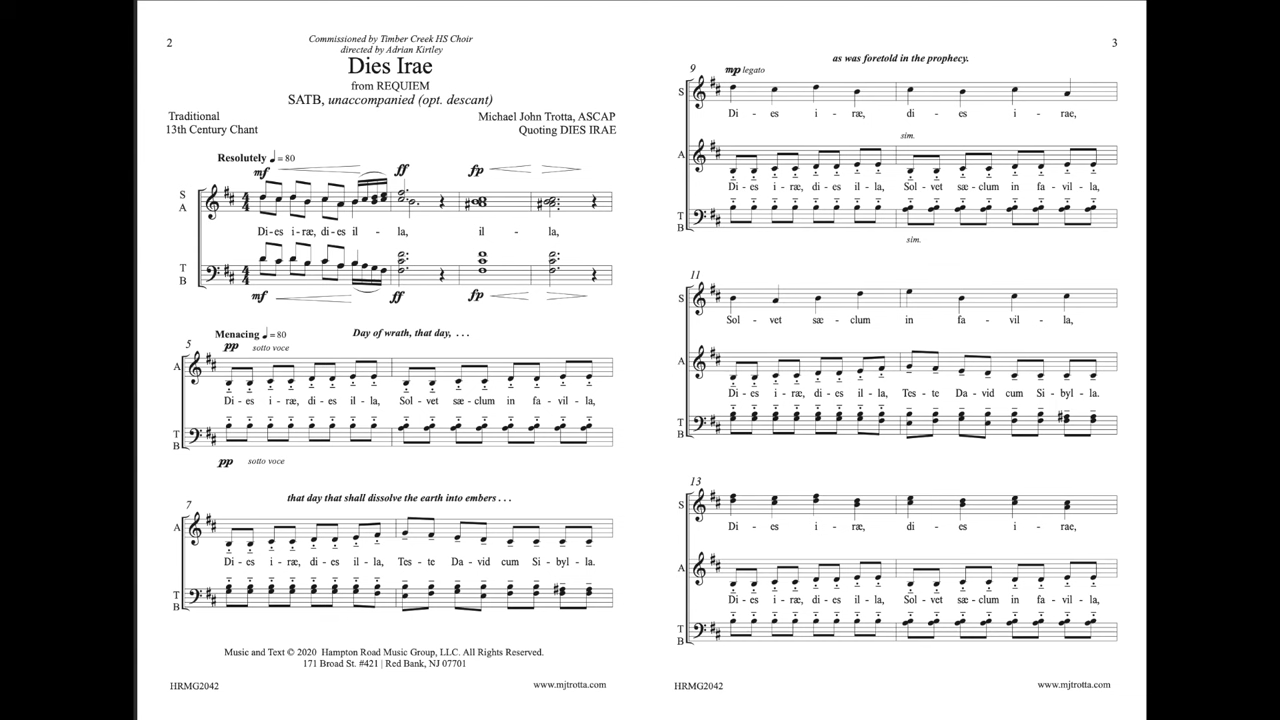 2
Commissioned by Timber Creek HS Choir
directed by Adrian Kirtley
Dies Irae
from REQUIEM
SATB, unaccompanied (opt. descant)
Traditional
13th Century Chant
Michael John Trotta, ASCAP
Quoting DIES IRAE
Resolutely ♩ = 80
mf ff fp
S
A
Di - es i - ræ, di - es il - la, il - la,
T
B
mf ff fp
Menacing ♩ = 80
Day of wrath, that day, . . .
5
pp sotto voce
A
Di - es i - ræ, di - es il - la, Sol - vet sæ - clum in fa - vil - la,
T
B
pp sotto voce
that day that shall dissolve the earth into embers . . .
7
A
Di - es i - ræ, di - es il - la, Tes - te Da - vid cum Si - byl - la.
T
B
Music and Text © 2020 Hampton Road Music Group, LLC. All Rights Reserved.
171 Broad St. #421 | Red Bank, NJ 07701
HRMG2042
www.mjtrotta.com
3
as was foretold in the prophecy.
9
mp legato
S
Di - es i - ræ, di - es i - rae,
sim.
A
Di - es i - ræ, di - es il - la, Sol - vet sæ - clum in fa - vil - la,
T
B
sim.
11
S
Sol - vet sæ - clum in fa - vil - la,
A
Di - es i - ræ, di - es il - la, Tes - te Da - vid cum Si - byl - la.
T
B
13
S
Di - es i - ræ, di - es i - rae,
A
Di - es i - ræ, di - es il - la, Sol - vet sæ - clum in fa - vil - la,
T
B
HRMG2042
www.mjtrotta.com